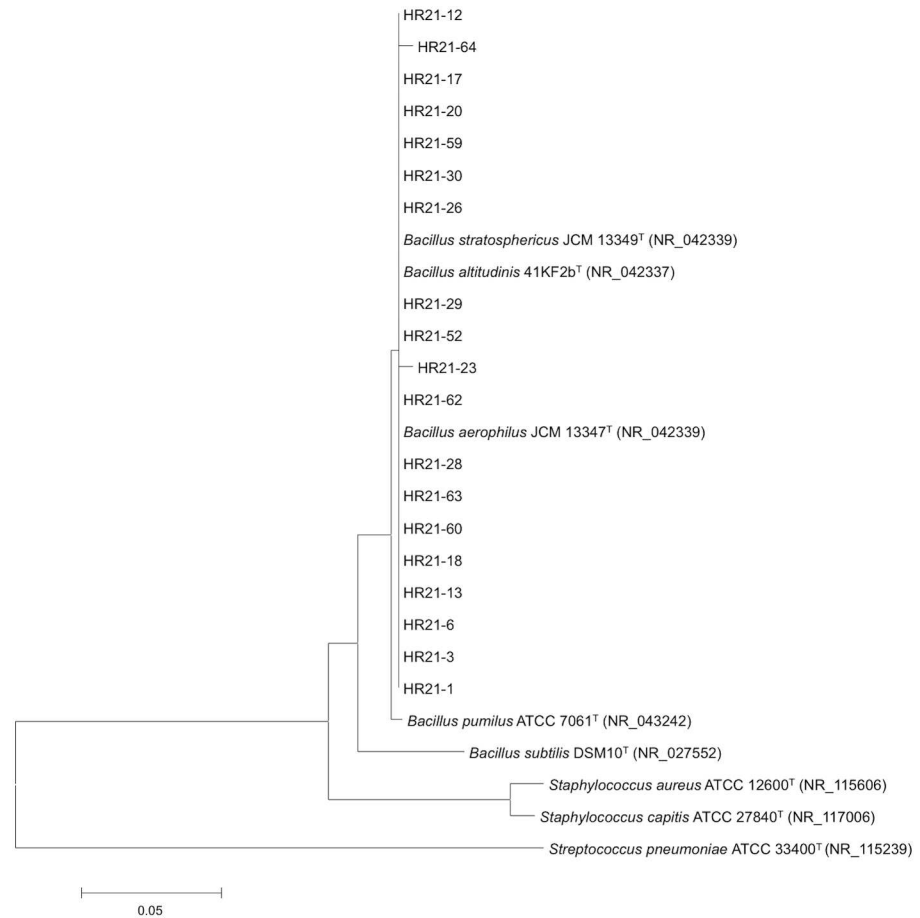 HR21-12
HR21-64
HR21-17
HR21-20
HR21-59
HR21-30
HR21-26
Bacillus stratosphericus JCM 13349ᵀ (NR_042339)
Bacillus altitudinis 41KF2bᵀ (NR_042337)
HR21-29
HR21-52
HR21-23
HR21-62
Bacillus aerophilus JCM 13347ᵀ (NR_042339)
HR21-28
HR21-63
HR21-60
HR21-18
HR21-13
HR21-6
HR21-3
HR21-1
Bacillus pumilus ATCC 7061ᵀ (NR_043242)
Bacillus subtilis DSM10ᵀ (NR_027552)
Staphylococcus aureus ATCC 12600ᵀ (NR_115606)
Staphylococcus capitis ATCC 27840ᵀ (NR_117006)
Streptococcus pneumoniae ATCC 33400ᵀ (NR_115239)
0.05